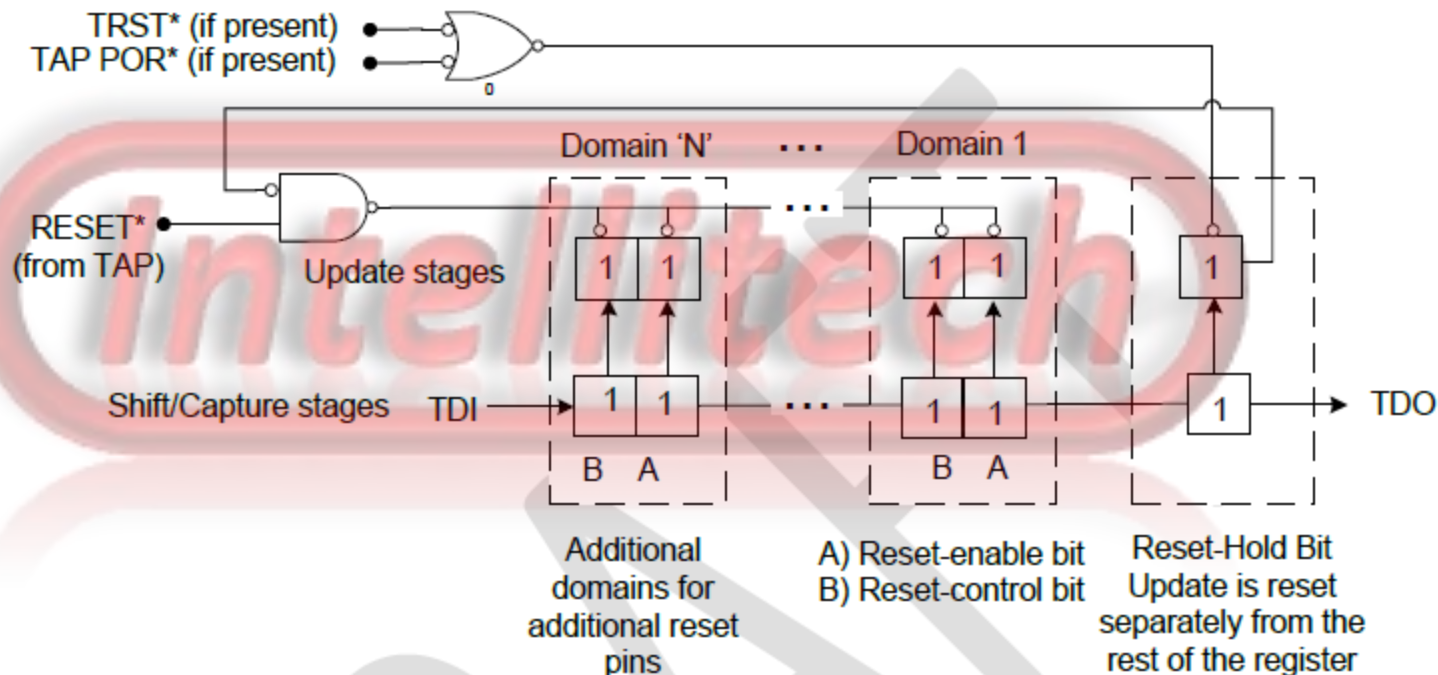 TRST* (if present)
TAP POR* (if present)
0
Domain ‘N’ ... Domain 1
RESET*
(from TAP)
Intellitech
Update stages
1 1 1 1 1
Shift/Capture stages TDI 1 1 ... 1 1 1 TDO
B A B A
Additional
domains for
additional reset
pins
A) Reset-enable bit
B) Reset-control bit
Reset-Hold Bit
Update is reset
separately from the
rest of the register